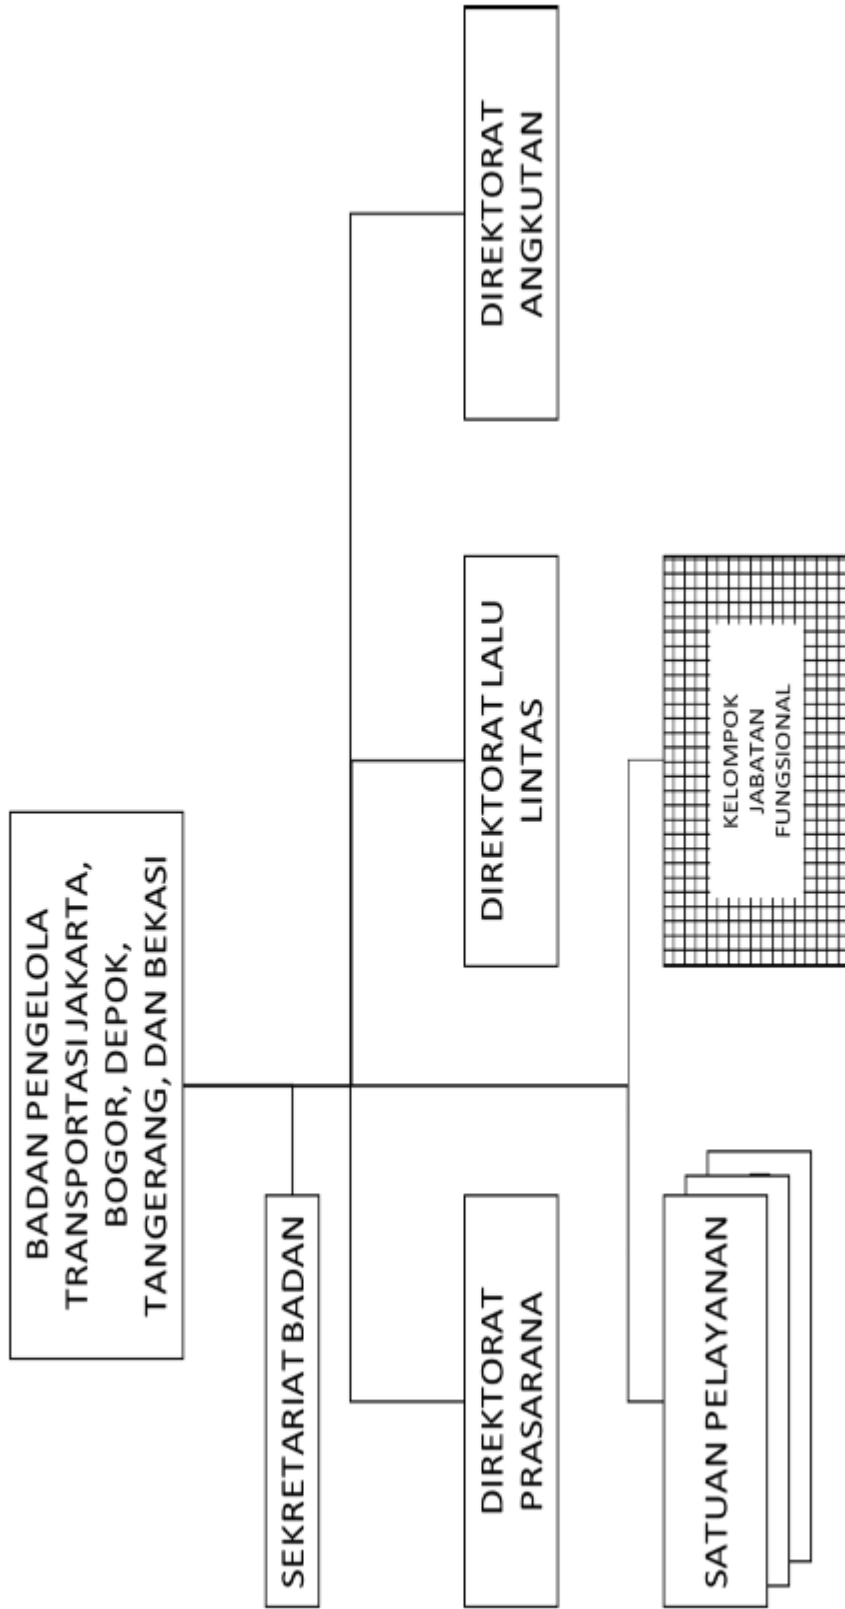 BADAN PENGELOLA
TRANSPORTASI JAKARTA,
BOGOR, DEPOK,
TANGERANG, DAN BEKASI
SEKRETARIAT BADAN
DIREKTORAT
PRASARANA
DIREKTORAT LALU
LINTAS
DIREKTORAT
ANGKUTAN
SATUAN PELAYANAN
KELOMPOK
JABATAN
FUNGSIONAL